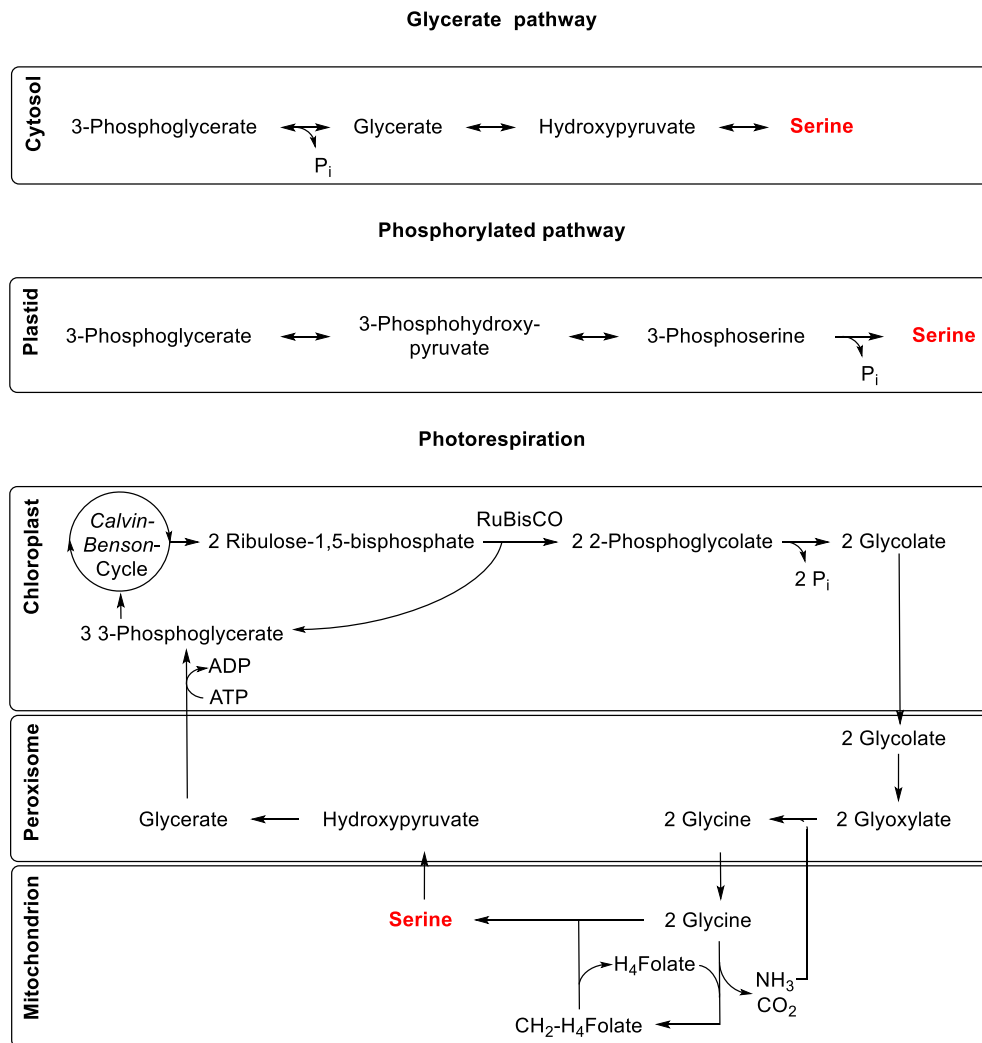 Glycerate pathway
Cytosol
3-Phosphoglycerate Glycerate Hydroxypyruvate Serine
Pi
Phosphorylated pathway
Plastid
3-Phosphoglycerate 3-Phosphohydroxy-
pyruvate 3-Phosphoserine Serine
Pi
Photorespiration
Chloroplast
Calvin-
Benson-
Cycle
2 Ribulose-1,5-bisphosphate RuBisCO 2 2-Phosphoglycolate 2 Glycolate
2 Pi
3 3-Phosphoglycerate
ADP
ATP
Peroxisome
2 Glycolate
Glycerate Hydroxypyruvate 2 Glycine 2 Glyoxylate
Mitochondrion
Serine 2 Glycine
H4Folate
NH3
CO2
CH2-H4Folate